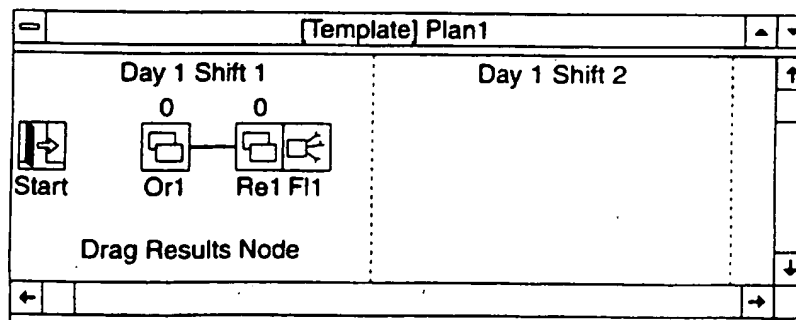 [Template] Plan1
Day 1 Shift 1 Day 1 Shift 2
0 0
Start Or1 Re1 Fl1
Drag Results Node